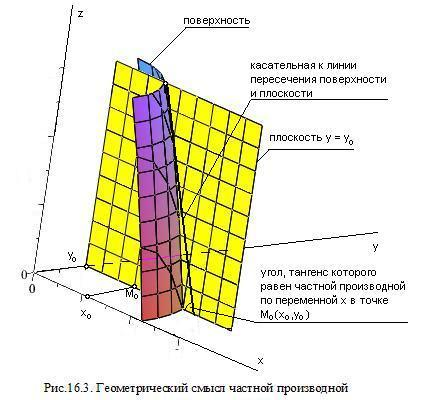 z
поверхность
касательная к линии
пересечения поверхности
и плоскости
плоскость y = y₀
y₀
y
0
0
M₀
x₀
угол, тангенс которого
равен частной производной
по переменной x в точке
M₀(x₀,y₀)
x
Рис.16.3. Геометрический смысл частной производной